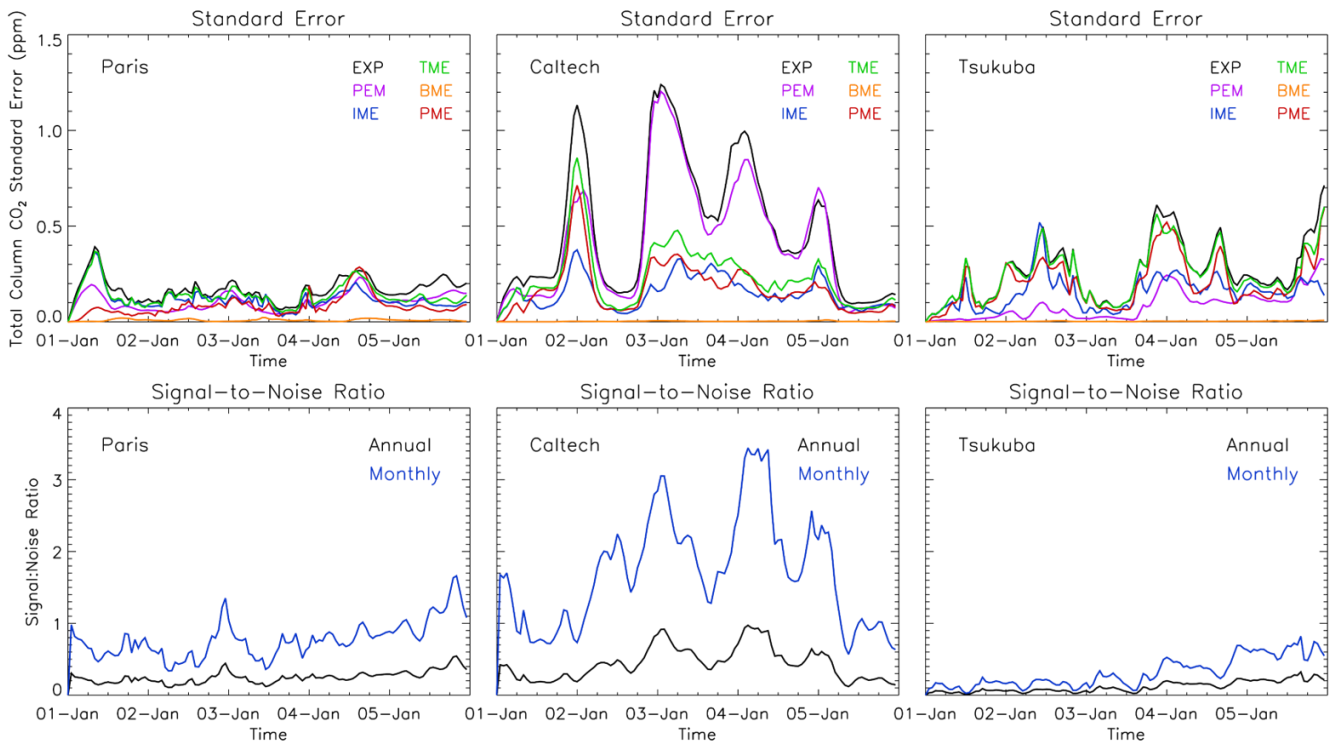 Standard Error
Standard Error
Standard Error
Total Column CO2 Standard Error (ppm)
1.5
1.0
0.5
0.0
Paris
EXP TME
PEM BME
IME PME
Caltech
EXP TME
PEM BME
IME PME
Tsukuba
EXP TME
PEM BME
IME PME
01-Jan 02-Jan 03-Jan 04-Jan 05-Jan
01-Jan 02-Jan 03-Jan 04-Jan 05-Jan
01-Jan 02-Jan 03-Jan 04-Jan 05-Jan
Time
Time
Time
Signal-to-Noise Ratio
Signal-to-Noise Ratio
Signal-to-Noise Ratio
Signal:Noise Ratio
4
3
2
1
0
Paris
Annual
Monthly
Caltech
Annual
Monthly
Tsukuba
Annual
Monthly
01-Jan 02-Jan 03-Jan 04-Jan 05-Jan
01-Jan 02-Jan 03-Jan 04-Jan 05-Jan
01-Jan 02-Jan 03-Jan 04-Jan 05-Jan
Time
Time
Time